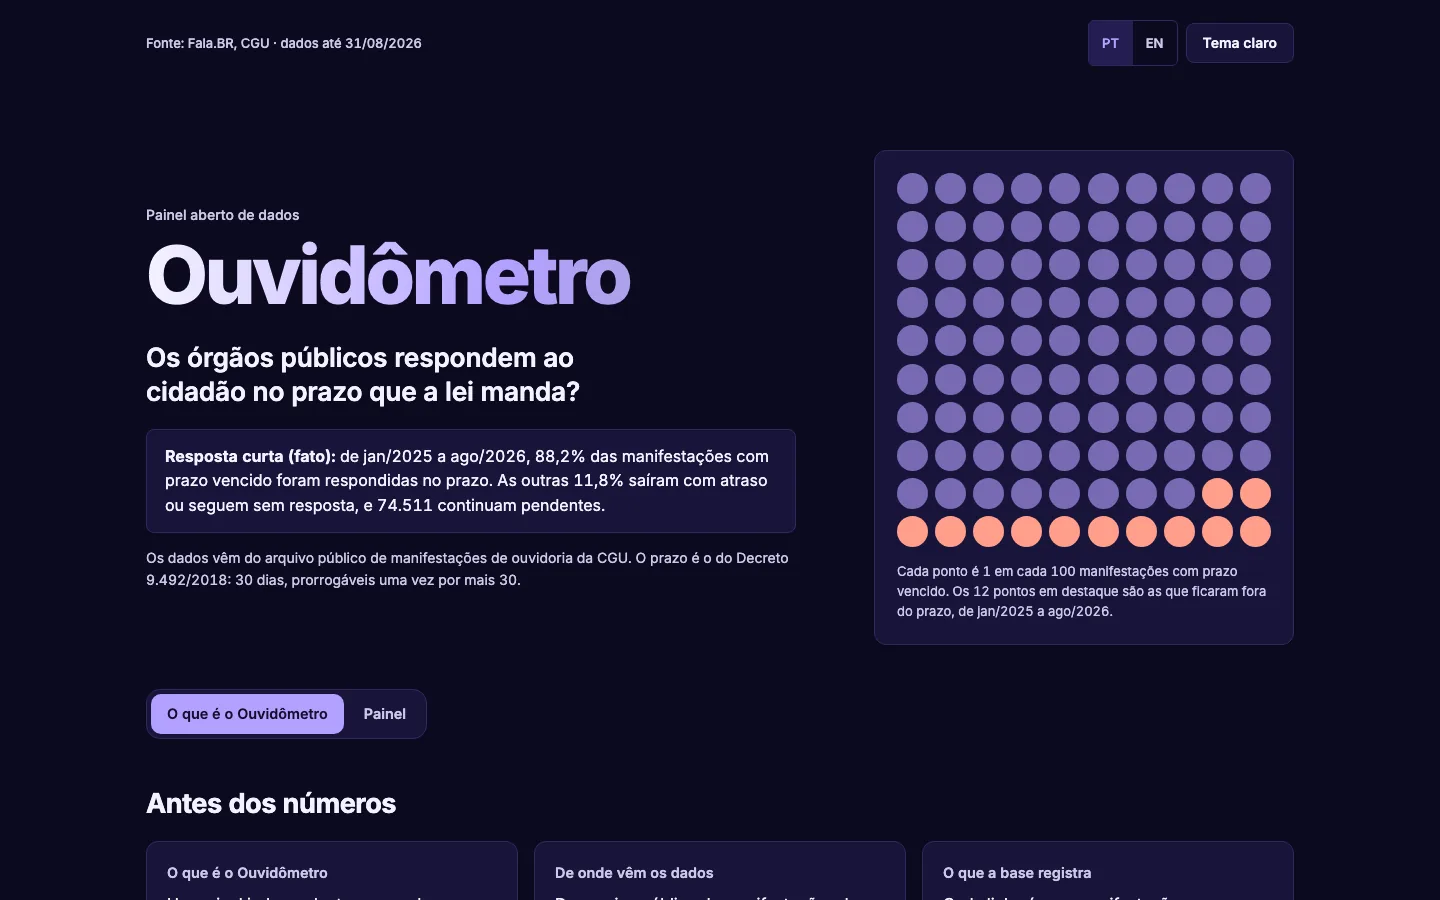 Fonte: Fala.BR, CGU · dados até 31/08/2026
PT
EN
Tema claro
Painel aberto de dados
Ouvidômetro
Os órgãos públicos respondem ao
cidadão no prazo que a lei manda?
Resposta curta (fato): de jan/2025 a ago/2026, 88,2% das manifestações com
prazo vencido foram respondidas no prazo. As outras 11,8% saíram com atraso
ou seguem sem resposta, e 74.511 continuam pendentes.
Os dados vêm do arquivo público de manifestações de ouvidoria da CGU. O prazo é o do Decreto
9.492/2018: 30 dias, prorrogáveis uma vez por mais 30.
Cada ponto é 1 em cada 100 manifestações com prazo
vencido. Os 12 pontos em destaque são as que ficaram fora
do prazo, de jan/2025 a ago/2026.
O que é o Ouvidômetro
Painel
Antes dos números
O que é o Ouvidômetro
De onde vêm os dados
O que a base registra